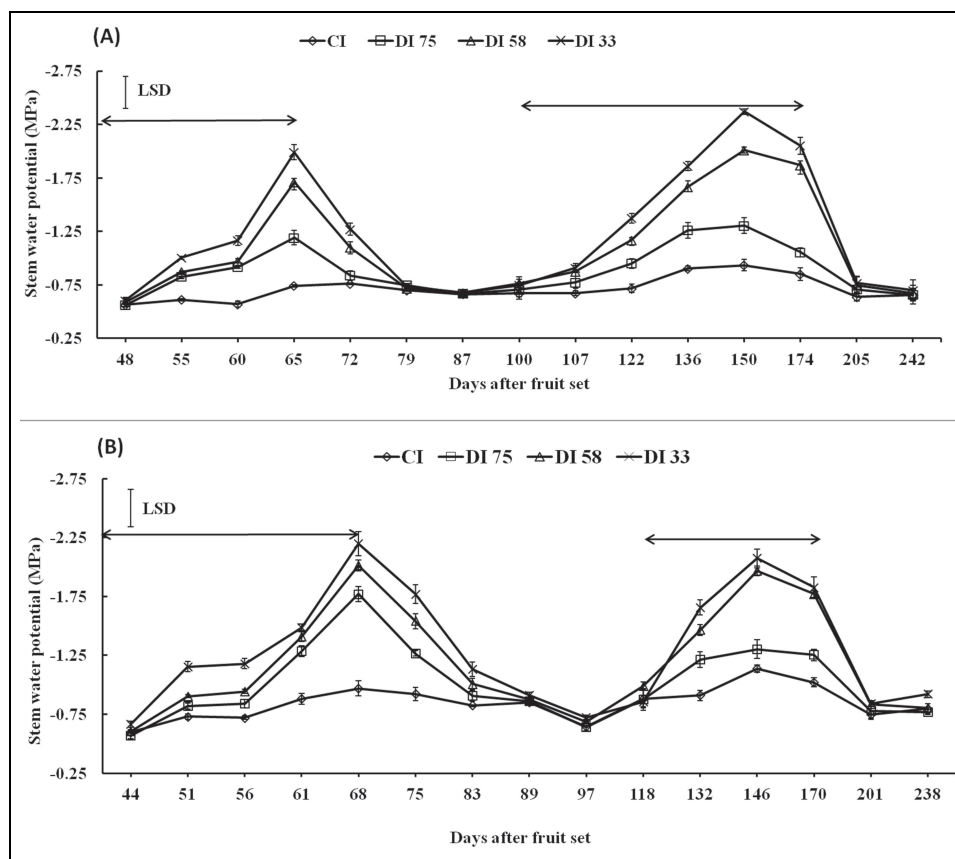 (A)
CI DI 75 DI 58 DI 33
LSD
Stem water potential (MPa)
-2.75
-2.25
-1.75
-1.25
-0.75
-0.25
48 55 60 65 72 79 87 100 107 122 136 150 174 205 242
Days after fruit set
(B)
CI DI 75 DI 58 DI 33
LSD
Stem water potential (MPa)
-2.75
-2.25
-1.75
-1.25
-0.75
-0.25
44 51 56 61 68 75 83 89 97 118 132 146 170 201 238
Days after fruit set